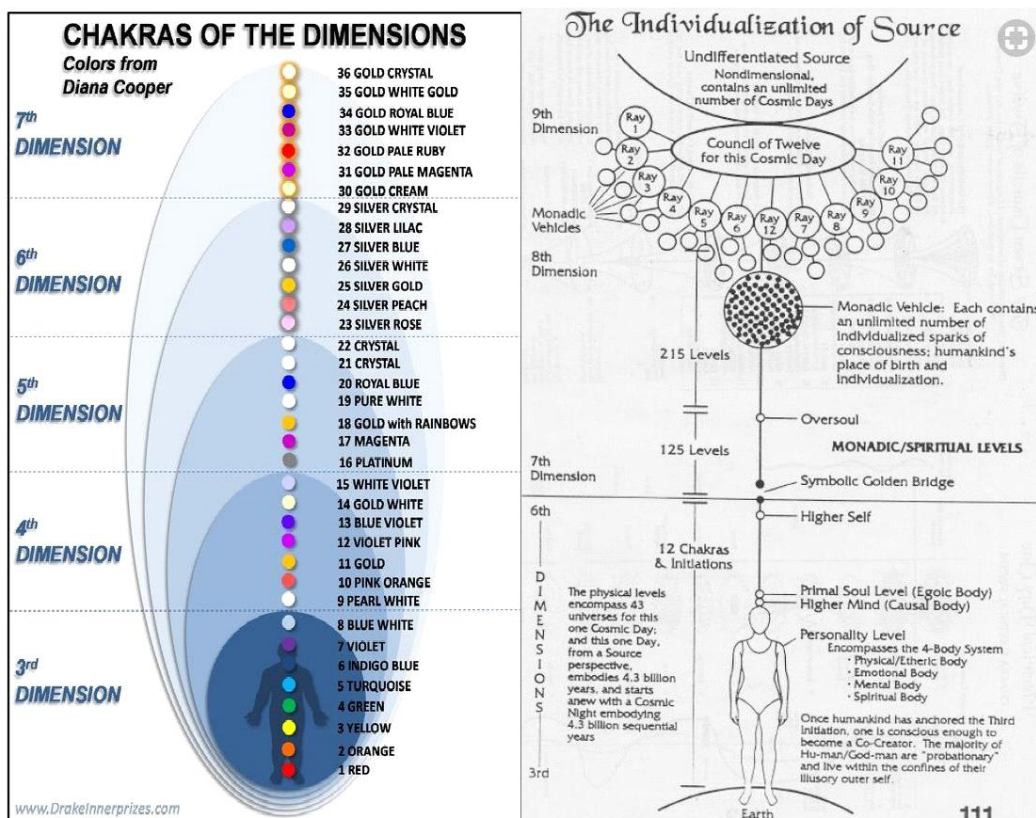 CHAKRAS OF THE DIMENSIONS
Colors from
Diana Cooper
7th
DIMENSION
36 GOLD CRYSTAL
35 GOLD WHITE GOLD
34 GOLD ROYAL BLUE
33 GOLD WHITE VIOLET
32 GOLD PALE RUBY
31 GOLD PALE MAGENTA
30 GOLD CREAM
6th
DIMENSION
29 SILVER CRYSTAL
28 SILVER LILAC
27 SILVER BLUE
26 SILVER WHITE
25 SILVER GOLD
24 SILVER PEACH
23 SILVER ROSE
5th
DIMENSION
22 CRYSTAL
21 CRYSTAL
20 ROYAL BLUE
19 PURE WHITE
18 GOLD with RAINBOWS
17 MAGENTA
16 PLATINUM
4th
DIMENSION
15 WHITE VIOLET
14 GOLD WHITE
13 BLUE VIOLET
12 VIOLET PINK
11 GOLD
10 PINK ORANGE
9 PEARL WHITE
3rd
DIMENSION
8 BLUE WHITE
7 VIOLET
6 INDIGO BLUE
5 TURQUOISE
4 GREEN
3 YELLOW
2 ORANGE
1 RED
www.DrakeInnerprizes.com
The Individualization of Source
Undifferentiated Source
Nondimensional,
contains an unlimited
number of Cosmic Days
9th
Dimension
Council of Twelve
for this Cosmic Day
Ray
1
Ray
2
Ray
3
Ray
4
Ray
5
Ray
6
Ray
12
Ray
7
Ray
8
Ray
9
Ray
10
Ray
11
Monadic
Vehicles
8th
Dimension
Monadic Vehicle: Each contains
an unlimited number of
individualized sparks of
consciousness; humankind's
place of birth and
individualization.
215 Levels
Oversoul
MONADIC/SPIRITUAL LEVELS
125 Levels
7th
Dimension
Symbolic Golden Bridge
6th
Higher Self
12 Chakras
& Initiations
DIMENSIONS
The physical levels
encompass 43
universes for this
one Cosmic Day;
and this one Day,
from a Source
perspective,
embodies 4.3 billion
years, and starts
anew with a Cosmic
Night embodying
4.3 billion sequential
years
3rd
Primal Soul Level (Egoic Body)
Higher Mind (Causal Body)
Personality Level
Encompasses the 4-Body System
• Physical/Etheric Body
• Emotional Body
• Mental Body
• Spiritual Body
Once humankind has anchored the Third
Initiation, one is conscious enough to
become a Co-Creator. The majority of
Hu-man/God-man are "probationary"
and live within the confines of their
illusory outer self.
Earth
111